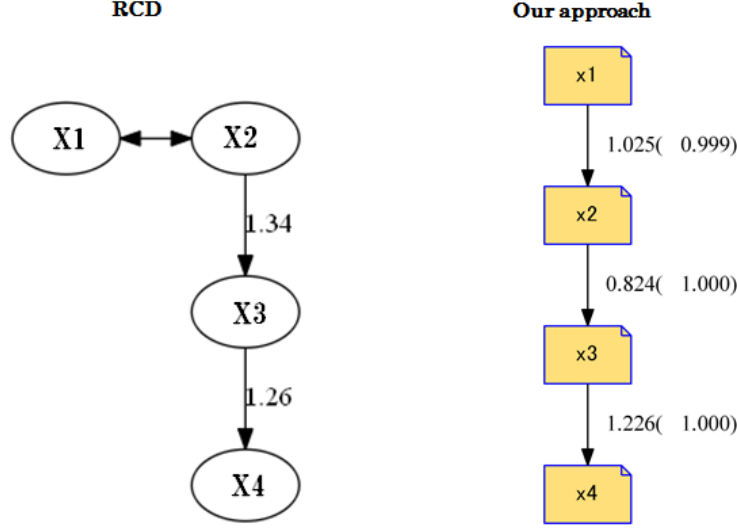 RCD
X1
X2
1.34
X3
1.26
X4
Our approach
x1
1.025( 0.999)
x2
0.824( 1.000)
x3
1.226( 1.000)
x4